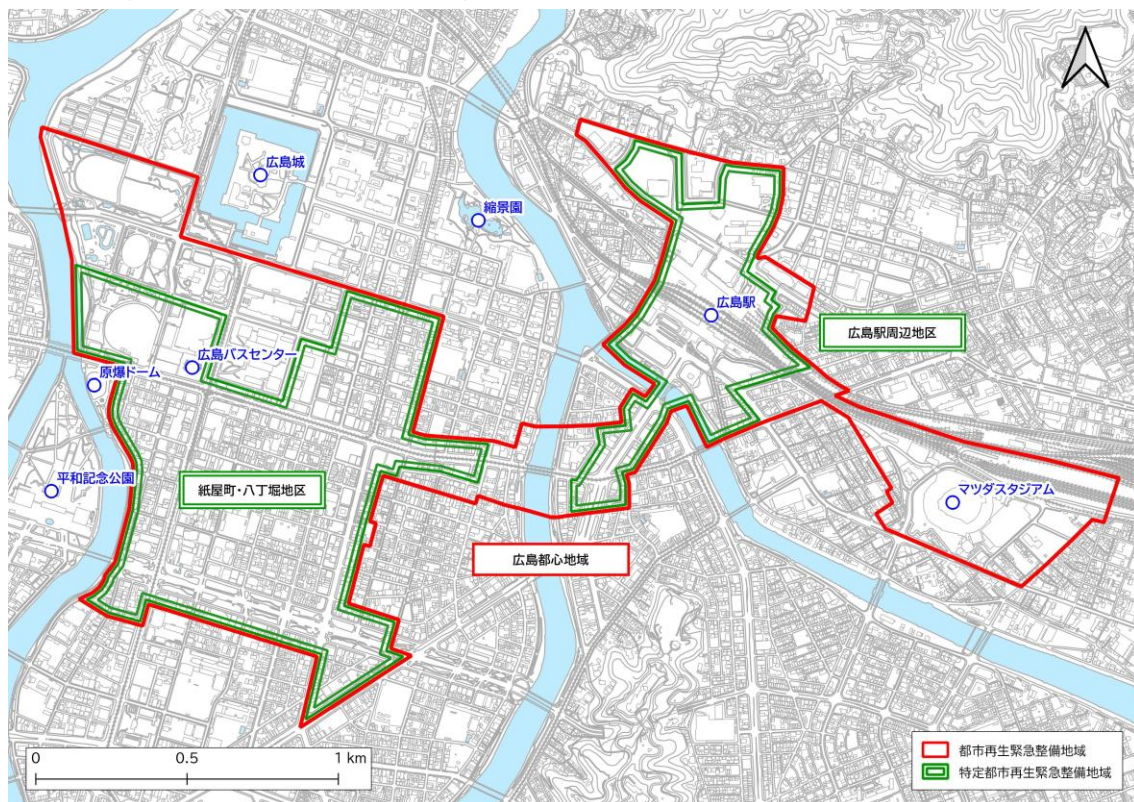 広島城
縮景園
広島駅
広島駅周辺地区
広島バスセンター
原爆ドーム
平和記念公園
紙屋町・八丁堀地区
マツダスタジアム
広島都心地域
0
0.5
1 km
都市再生緊急整備地域
特定都市再生緊急整備地域